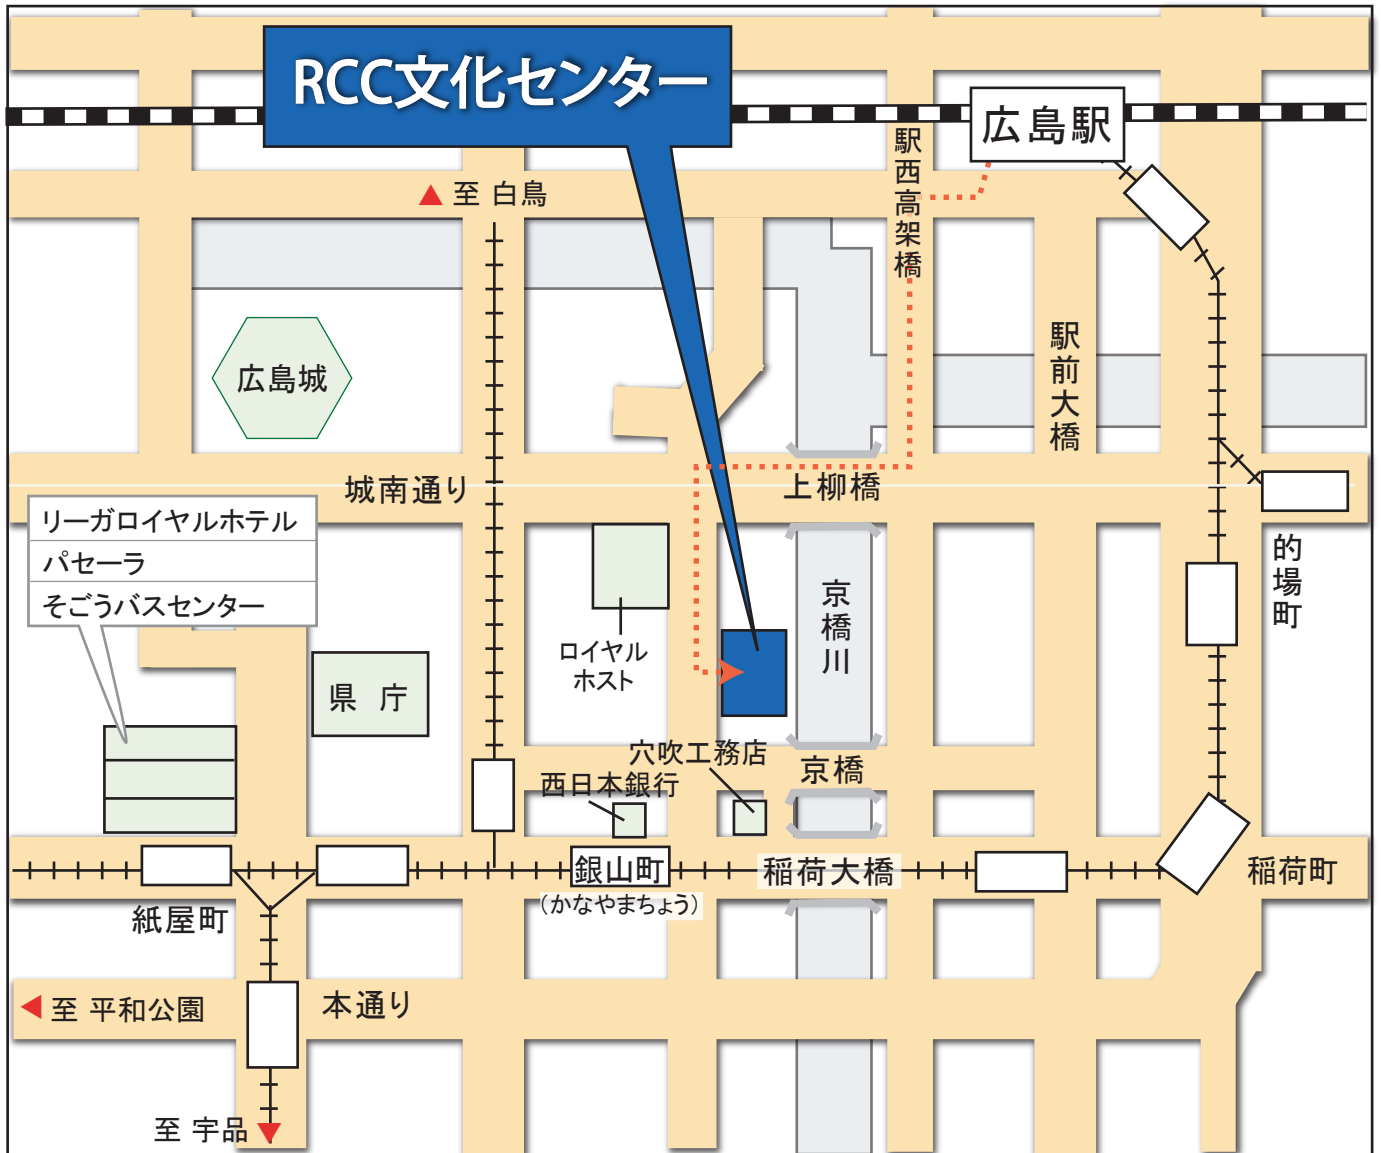 RCC文化センター
広島駅
駅西高架橋
至 白鳥
広島城
駅前大橋
城南通り
上柳橋
リーガロイヤルホテル
パセーラ
そごうバスセンター
的場町
京橋川
ロイヤル
ホスト
県 庁
穴吹工務店
西日本銀行
京橋
銀山町
(かなやまちょう)
稲荷大橋
稲荷町
紙屋町
至 平和公園
本通り
至 宇品